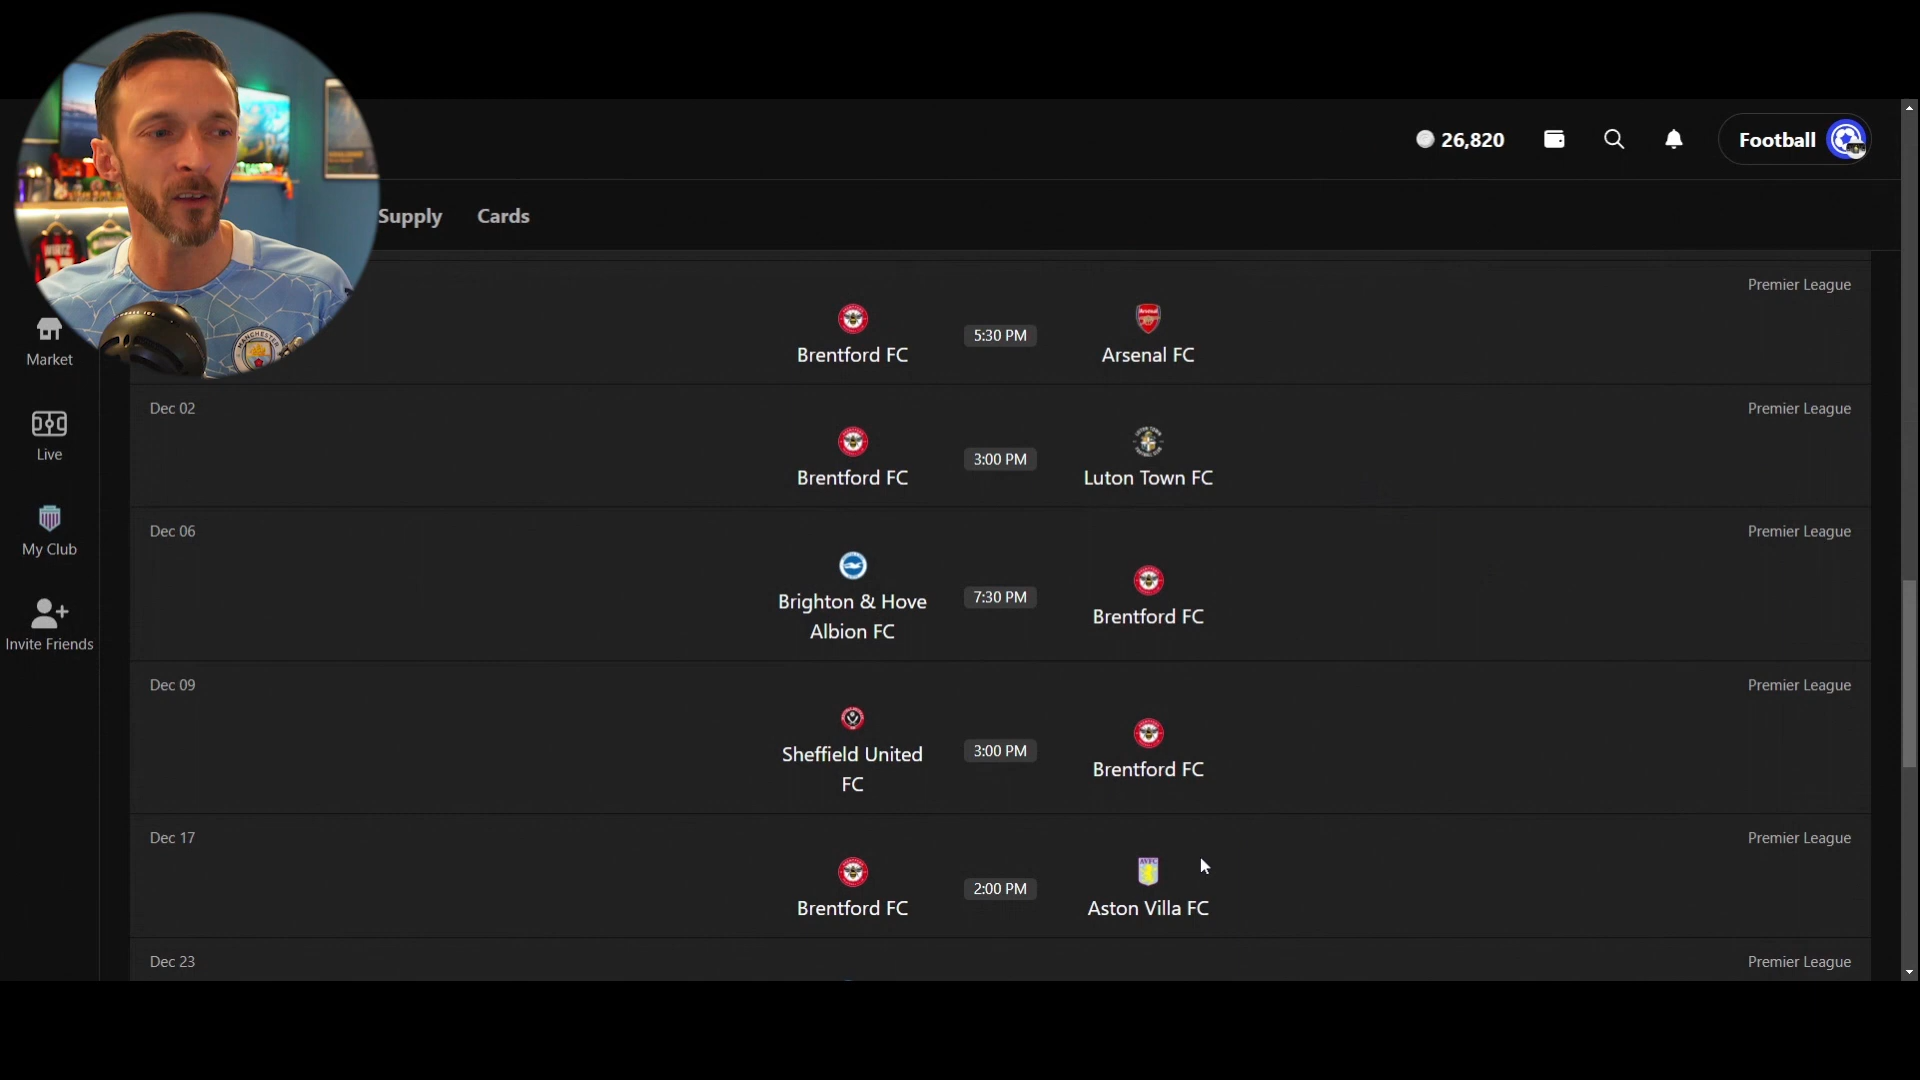 26,820
Football
Supply
Cards
Market
Live
My Club
Invite Friends
Premier League
Brentford FC
5:30 PM
Arsenal FC
Dec 02
Premier League
Brentford FC
3:00 PM
Luton Town FC
Dec 06
Premier League
Brighton & Hove
Albion FC
7:30 PM
Brentford FC
Dec 09
Premier League
Sheffield United
FC
3:00 PM
Brentford FC
Dec 17
Premier League
Brentford FC
2:00 PM
AVFC
Aston Villa FC
Dec 23
Premier League